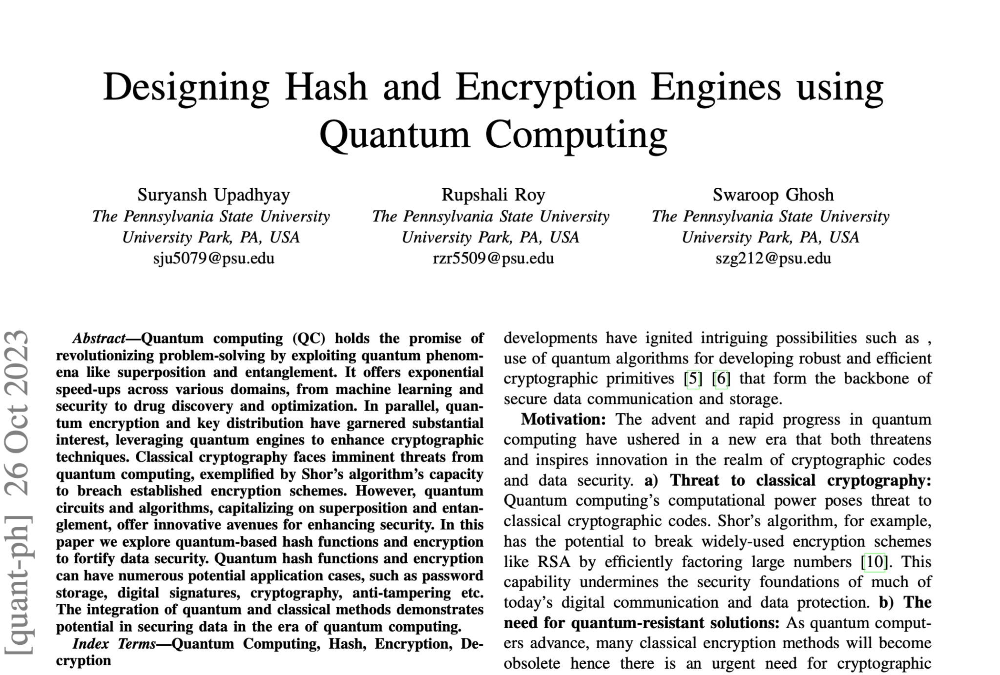 Designing Hash and Encryption Engines using
Quantum Computing
Suryansh Upadhyay
The Pennsylvania State University
University Park, PA, USA
sju5079@psu.edu
Rupshali Roy
The Pennsylvania State University
University Park, PA, USA
rzr5509@psu.edu
Swaroop Ghosh
The Pennsylvania State University
University Park, PA, USA
szg212@psu.edu
[quant-ph] 26 Oct 2023
Abstract—Quantum computing (QC) holds the promise of
revolutionizing problem-solving by exploiting quantum phenom-
ena like superposition and entanglement. It offers exponential
speed-ups across various domains, from machine learning and
security to drug discovery and optimization. In parallel, quan-
tum encryption and key distribution have garnered substantial
interest, leveraging quantum engines to enhance cryptographic
techniques. Classical cryptography faces imminent threats from
quantum computing, exemplified by Shor's algorithm's capacity
to breach established encryption schemes. However, quantum
circuits and algorithms, capitalizing on superposition and entan-
glement, offer innovative avenues for enhancing security. In this
paper we explore quantum-based hash functions and encryption
to fortify data security. Quantum hash functions and encryption
can have numerous potential application cases, such as password
storage, digital signatures, cryptography, anti-tampering etc.
The integration of quantum and classical methods demonstrates
potential in securing data in the era of quantum computing.
Index Terms—Quantum Computing, Hash, Encryption, De-
cryption
developments have ignited intriguing possibilities such as ,
use of quantum algorithms for developing robust and efficient
cryptographic primitives [5] [6] that form the backbone of
secure data communication and storage.
Motivation: The advent and rapid progress in quantum
computing have ushered in a new era that both threatens
and inspires innovation in the realm of cryptographic codes
and data security. a) Threat to classical cryptography:
Quantum computing's computational power poses threat to
classical cryptographic codes. Shor's algorithm, for example,
has the potential to break widely-used encryption schemes
like RSA by efficiently factoring large numbers [10]. This
capability undermines the security foundations of much of
today's digital communication and data protection. b) The
need for quantum-resistant solutions: As quantum comput-
ers advance, many classical encryption methods will become
obsolete hence there is an urgent need for cryptographic